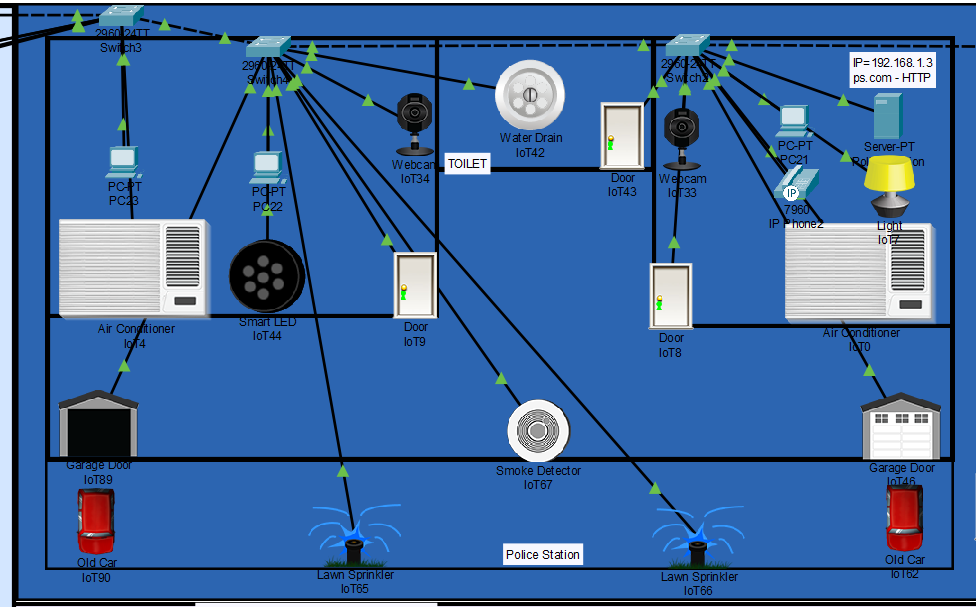 2960-24TT
Switch3
2960-24TT
Switch4
2960-24TT
Switch2
IP=192.168.1.3
ps.com - HTTP
PC-PT
PC23
PC-PT
PC22
Webcam
IoT34
TOILET
Water Drain
IoT42
Door
IoT43
Webcam
IoT33
PC-PT
PC21
Server-PT
IP
7960
IP Phone2
Light
IoT7
Air Conditioner
IoT4
Smart LED
IoT44
Door
IoT9
Door
IoT8
Air Conditioner
IoT0
Garage Door
IoT89
Smoke Detector
IoT67
Garage Door
IoT46
Old Car
IoT90
Lawn Sprinkler
IoT65
Police Station
Lawn Sprinkler
IoT66
Old Car
IoT62